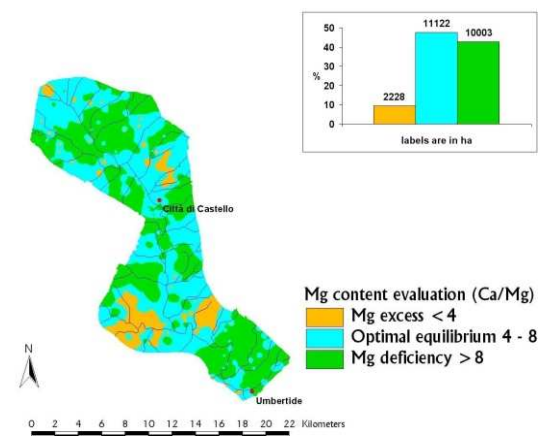 50
40
30
20
10
0
%
2228
11122
10003
labels are in ha
Città di Castello
Umbertide
Mg content evaluation (Ca/Mg)
Mg excess <4
Optimal equilibrium 4 - 8
Mg deficiency >8
N
0 2 4 6 8 10 12 14 16 18 20 22 Kilometers